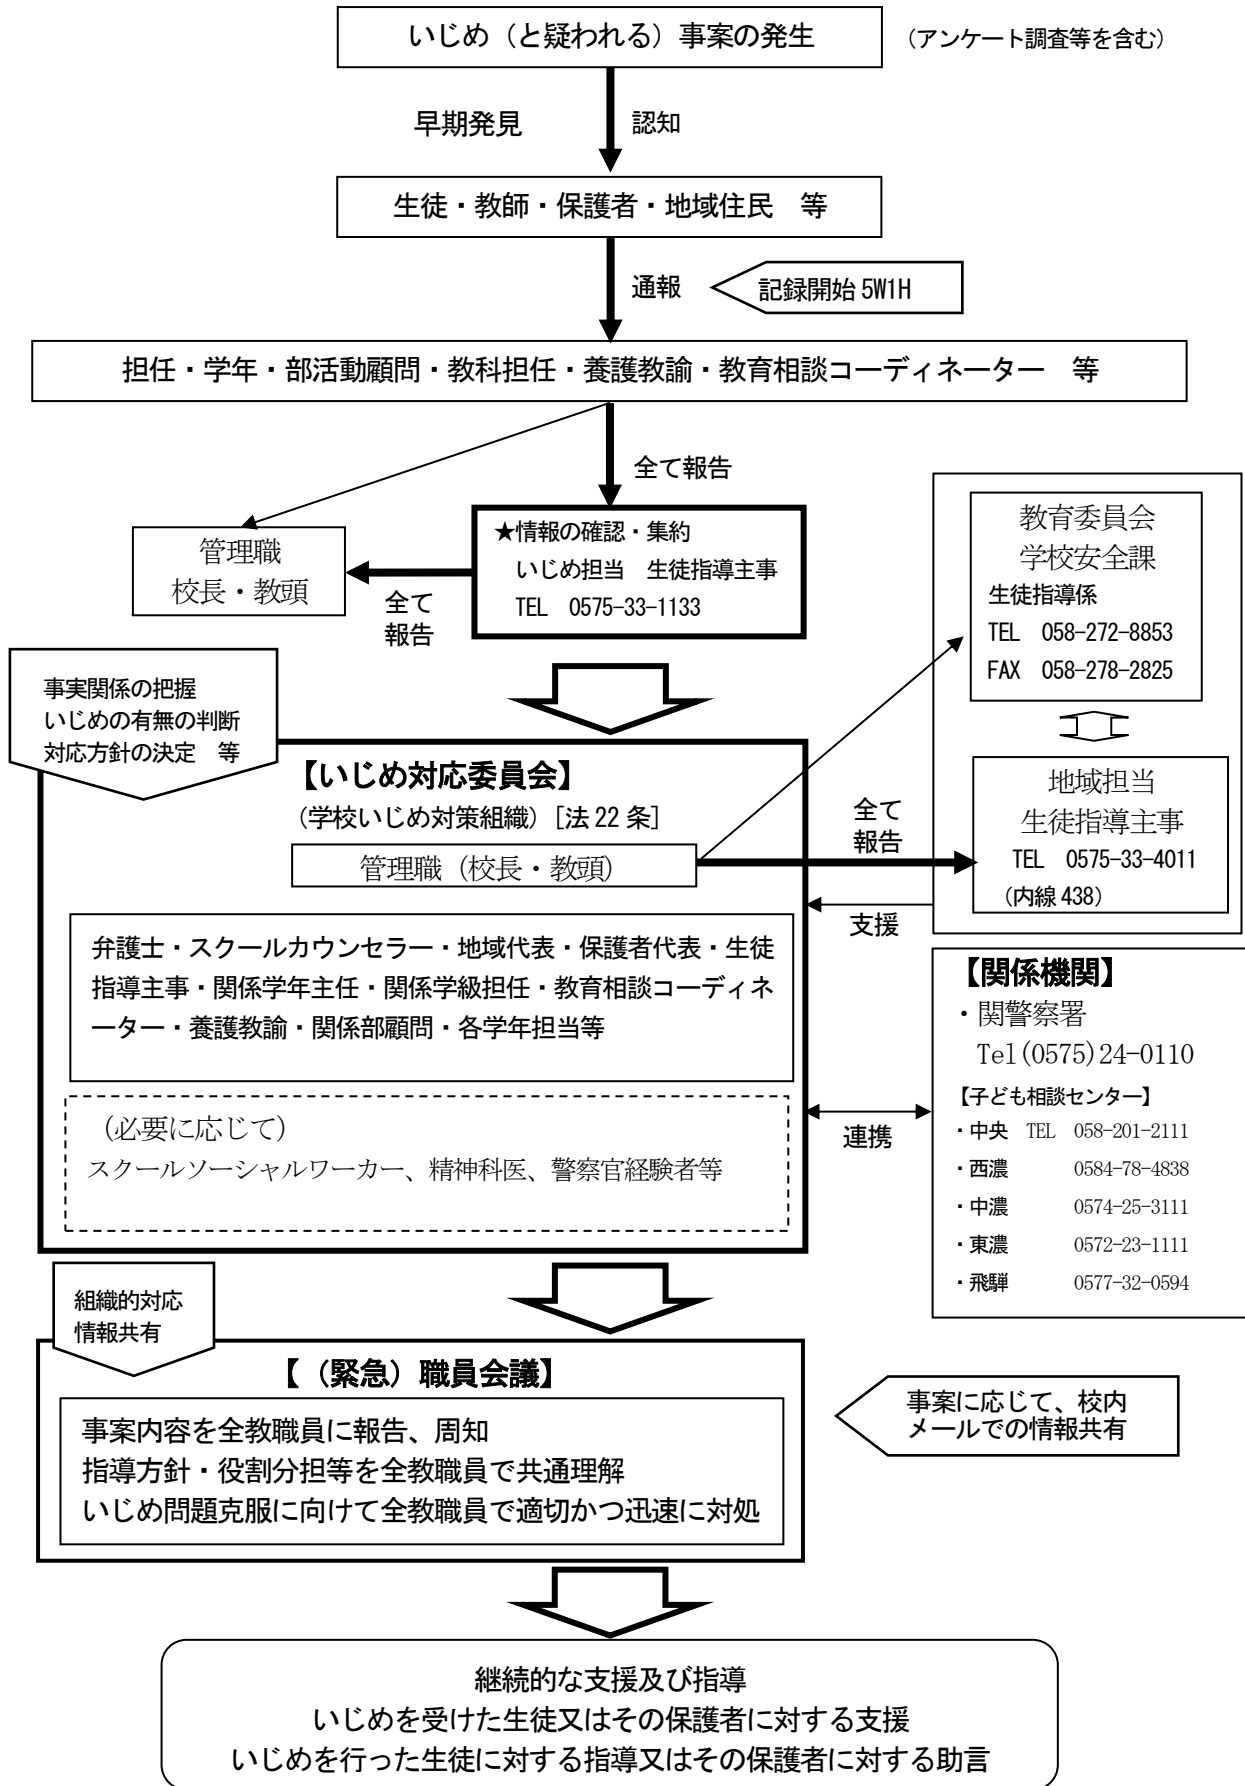 いじめ（と疑われる）事案の発生
（アンケート調査等を含む）
早期発見
認知
生徒・教師・保護者・地域住民　等
通報
記録開始 5W1H
担任・学年・部活動顧問・教科担任・養護教諭・教育相談コーディネーター　等
全て報告
★情報の確認・集約
いじめ担当　生徒指導主事
TEL　0575-33-1133
管理職
校長・教頭
全て
報告
教育委員会
学校安全課
生徒指導係
TEL　058-272-8853
FAX　058-278-2825
事実関係の把握
いじめの有無の判断
対応方針の決定　等
【いじめ対応委員会】
（学校いじめ対策組織）［法 22 条］
管理職（校長・教頭）
全て
報告
地域担当
生徒指導主事
TEL　0575-33-4011
（内線 438）
支援
弁護士・スクールカウンセラー・地域代表・保護者代表・生徒
指導主事・関係学年主任・関係学級担任・教育相談コーディネ
ーター・養護教諭・関係部顧問・各学年担当等
（必要に応じて）
スクールソーシャルワーカー、精神科医、警察官経験者等
連携
【関係機関】
・関警察署
Tel(0575)24-0110
【子ども相談センター】
・中央　TEL　058-201-2111
・西濃　0584-78-4838
・中濃　0574-25-3111
・東濃　0572-23-1111
・飛騨　0577-32-0594
組織的対応
情報共有
【（緊急）職員会議】
事案内容を全教職員に報告、周知
指導方針・役割分担等を全教職員で共通理解
いじめ問題克服に向けて全教職員で適切かつ迅速に対処
事案に応じて、校内
メールでの情報共有
継続的な支援及び指導
いじめを受けた生徒又はその保護者に対する支援
いじめを行った生徒に対する指導又はその保護者に対する助言